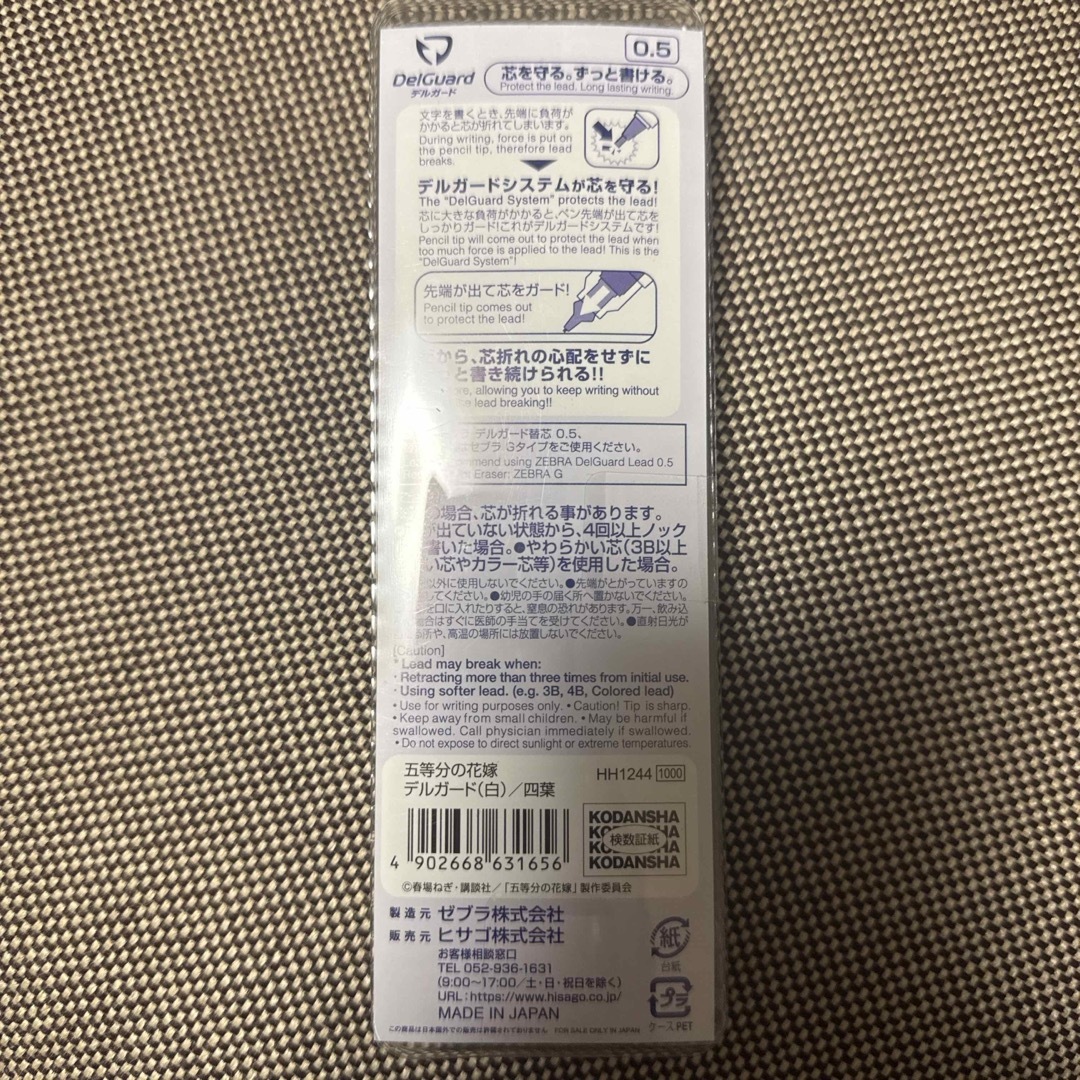 DelGuard
デルガード
0.5
芯を守る。ずっと書ける。
Protect the lead. Long lasting writing.
文字を書くとき、先端に負荷が
かかると芯が折れてしまいます。
During writing, force is put on
the pencil tip, therefore lead
breaks.
デルガードシステムが芯を守る!
The "DelGuard System" protects the lead!
芯に大きな負荷がかかると、ペン先端が出て芯を
しっかりガード!これがデルガードシステムです!
Pencil tip will come out to protect the lead when
too much force is applied to the lead! This is the
"DelGuard System"!
先端が出て芯をガード!
Pencil tip comes out
to protect the lead!
から、芯折れの心配をせずに
と書き続けられる!!
allowing you to keep writing without
lead breaking!!
デルガード替芯 0.5、
ゼブラ Gタイプをご使用ください。
using ZEBRA DelGuard Lead 0.5
Eraser: ZEBRA G
の場合、芯が折れる事があります。
が出ていない状態から、4回以上ノック
書いた場合。●やわらかい芯(3B以上
い芯やカラー芯等)を使用した場合。
以外に使用しないでください。●先端がとがっていますの
してください。●幼児の手の届く所へ置かないでください。
を口に入れたりすると、窒息の恐れがあります。万一、飲み込
場合はすぐに医師の手当てを受けてください。●直射日光が
所や、高温の場所には放置しないでください。
[Caution]
* Lead may break when:
・Retracting more than three times from initial use.
・Using softer lead. (e.g. 3B, 4B, Colored lead)
• Use for writing purposes only. • Caution! Tip is sharp.
• Keep away from small children. • May be harmful if
swallowed. Call physician immediately if swallowed.
• Do not expose to direct sunlight or extreme temperatures.
五等分の花嫁
デルガード(白)/四葉
HH1244 1000
4 902668 631656
KODANSHA
検数証紙
KODANSHA
KODANSHA
©春場ねぎ・講談社/「五等分の花嫁」製作委員会
製造元 ゼブラ株式会社
販売元 ヒサゴ株式会社
お客様相談窓口
TEL 052-936-1631
(9:00~17:00/土・日・祝日を除く)
URL:https://www.hisago.co.jp/
MADE IN JAPAN
この商品は日本国外での販売は許諾されておりません FOR SALE ONLY IN JAPAN
紙
台紙
プラ
ケース PET